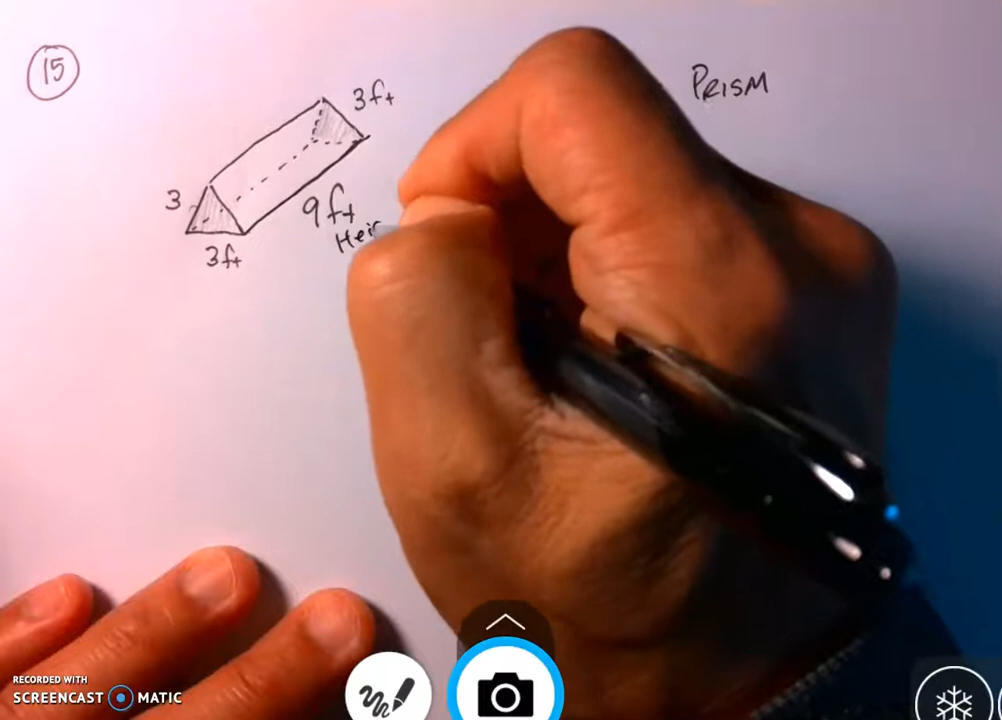 15
PRISM
3ft
3
9ft
3ft
RECORDED WITH
SCREENCAST MATIC